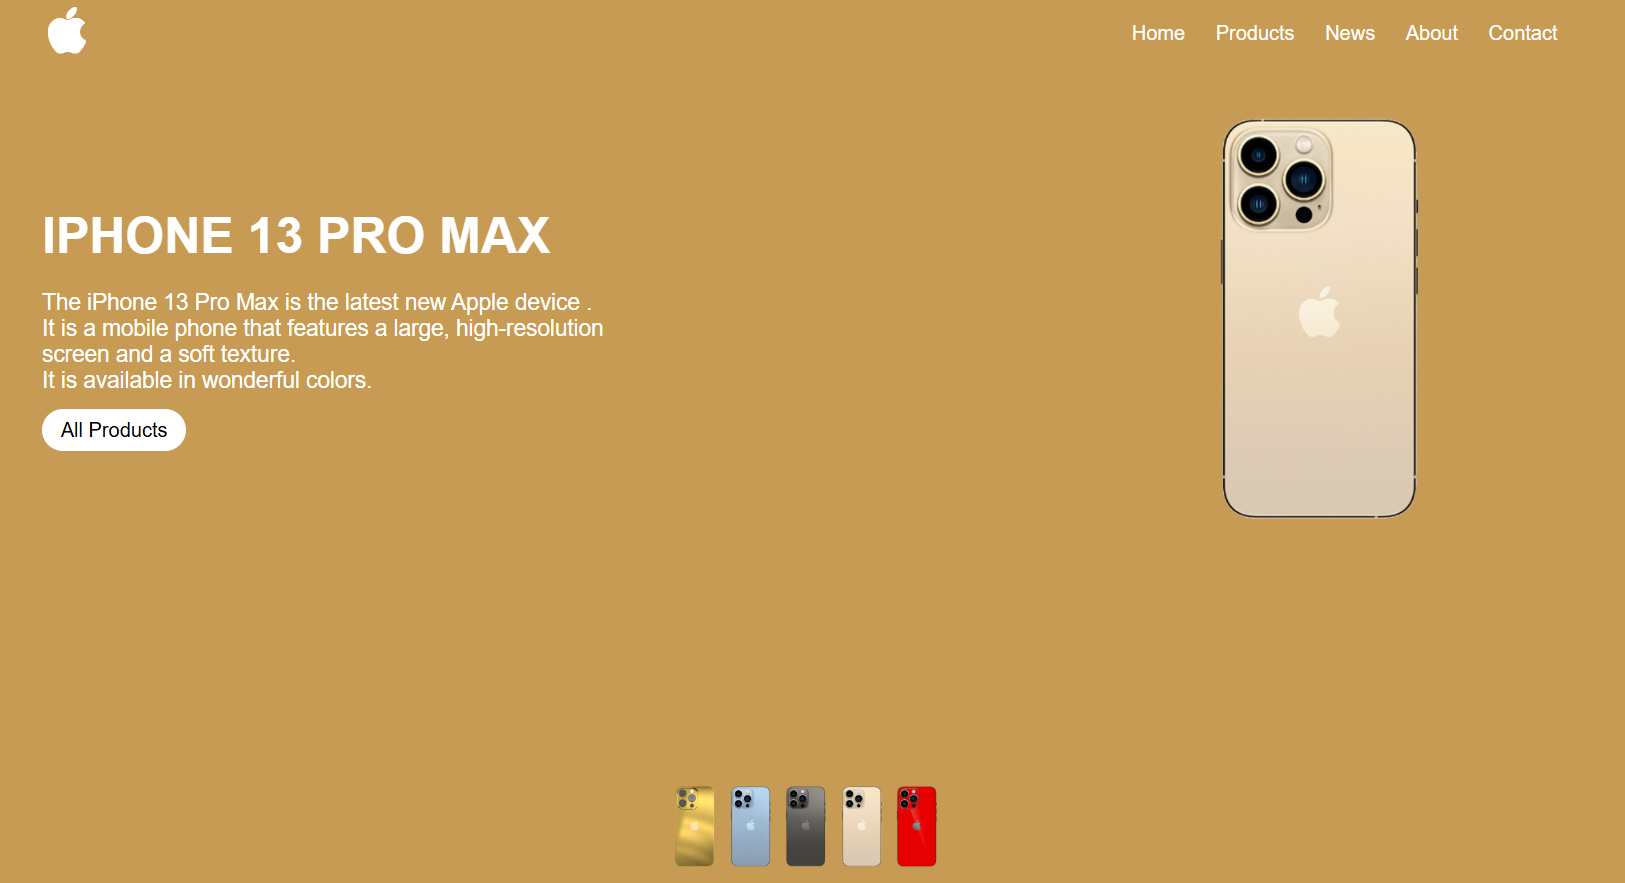 Home Products News About Contact
IPHONE 13 PRO MAX
The iPhone 13 Pro Max is the latest new Apple device .
It is a mobile phone that features a large, high-resolution
screen and a soft texture.
It is available in wonderful colors.
All Products